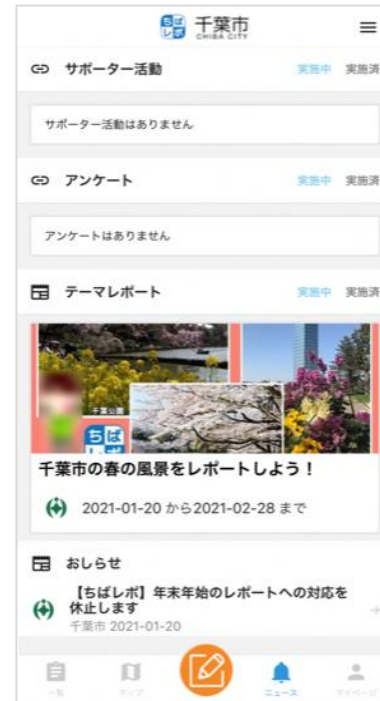 ちば
レポ 千葉市
CHIBA CITY
サポーター活動 実施中 実施済
サポーター活動はありません
アンケート 実施中 実施済
アンケートはありません
テーマレポート 実施中 実施済
千葉公園
ちば
千葉市の春の風景をレポートしよう！
2021-01-20 から2021-02-28 まで
おしらせ
【ちばレポ】年末年始のレポートへの対応を
休止します
千葉市 2021-01-20
一覧 マップ ニュース マイページ